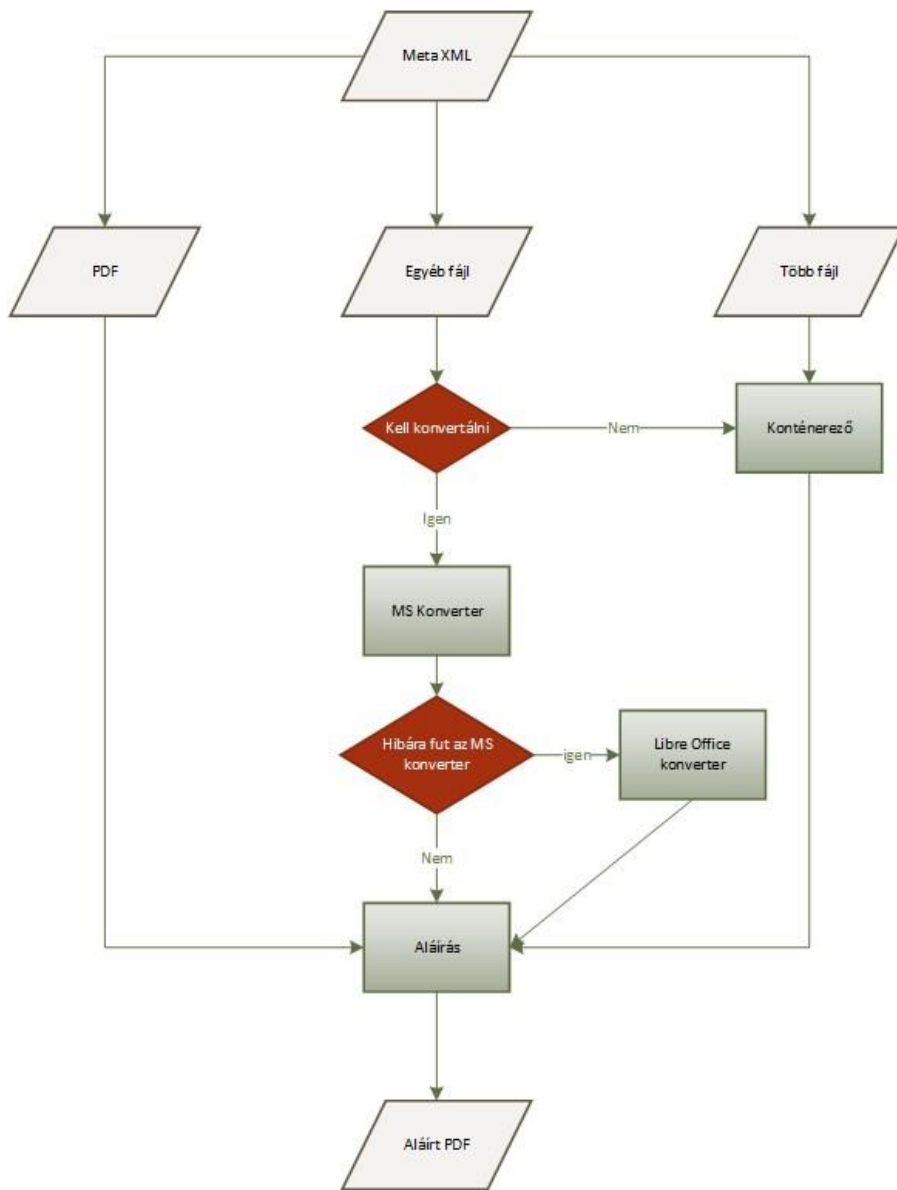 Meta XML
PDF
Egyéb fájl
Több fájl
Kell konvertálni
Nem
Konténerező
Igen
MS Konverter
Hibára fut az MS
konverter
igen
Libre Office
konverter
Nem
Aláírás
Aláírt PDF